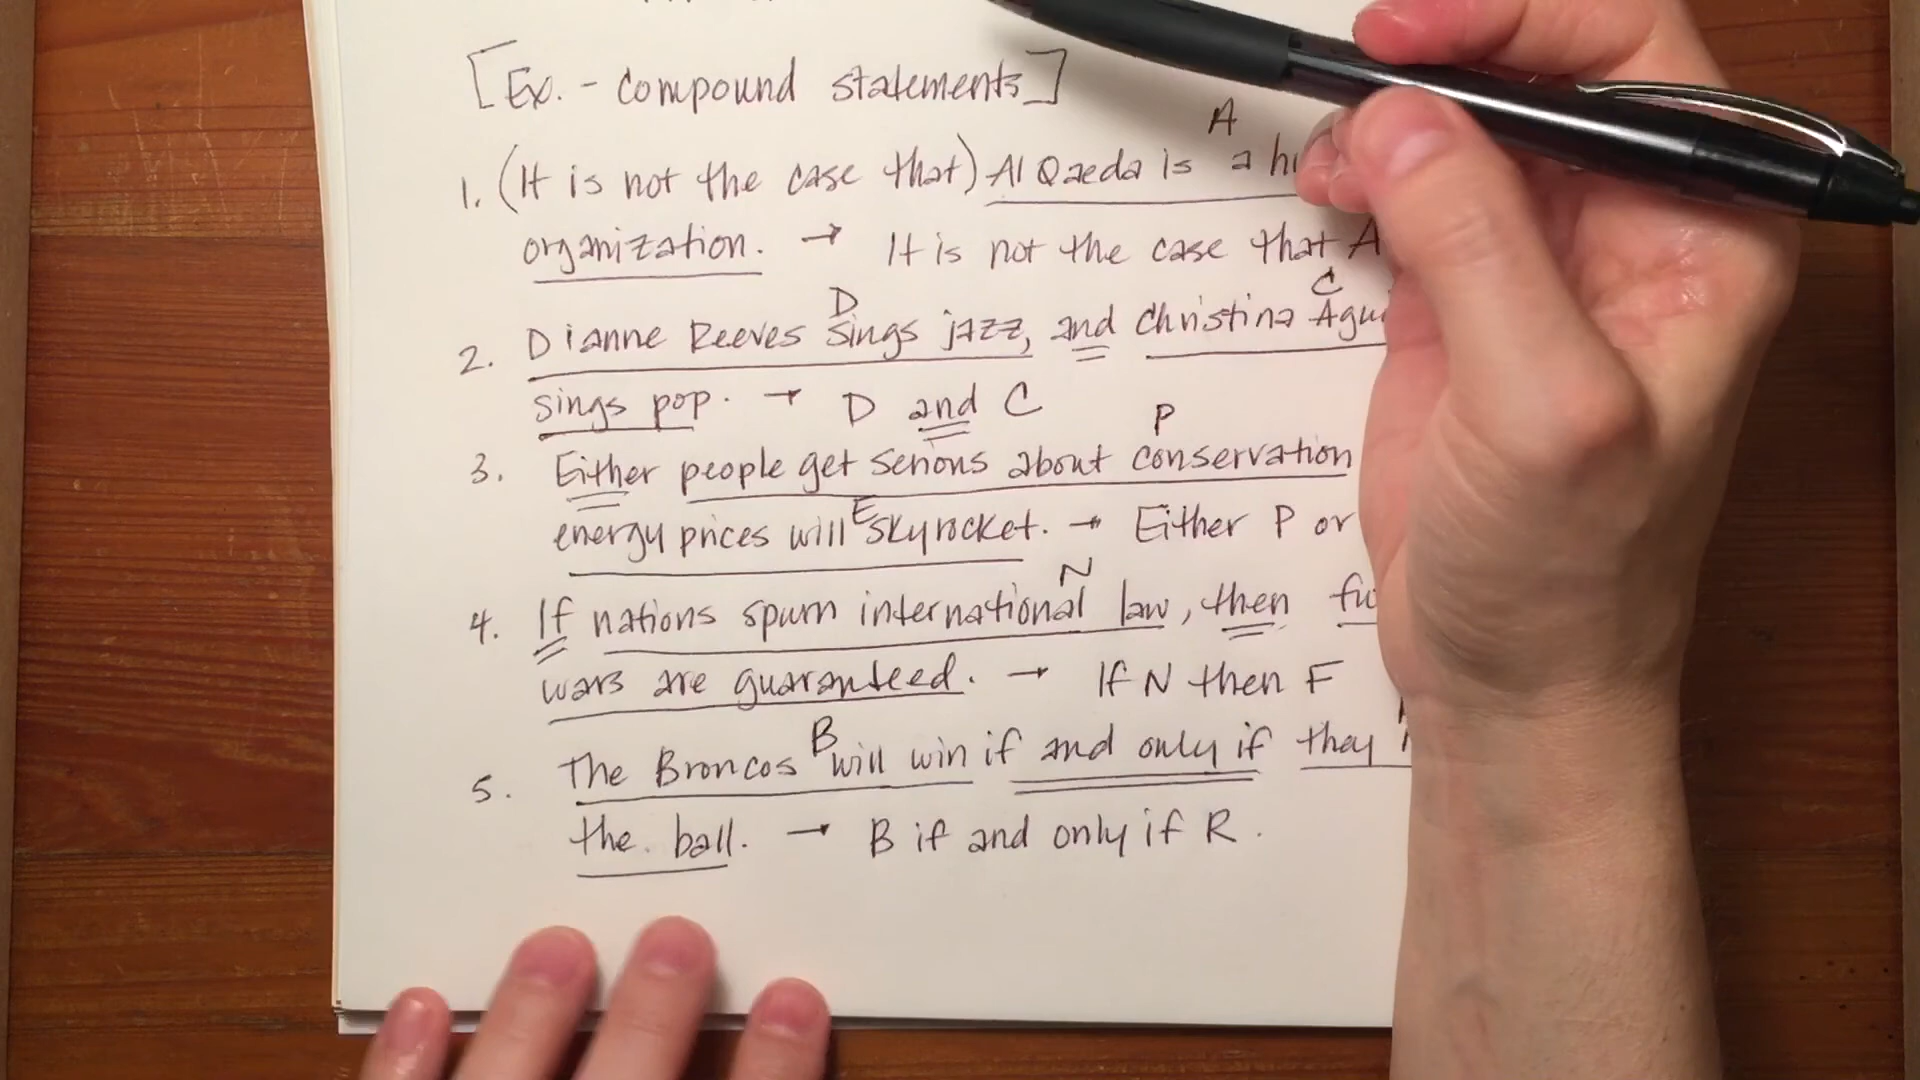 [Ex. - compound statements]
A
1. (It is not the case that) Al Qaeda is a
organization. → It is not the case that A
D C
2. Dianne Reeves sings jazz, and Christina
sings pop. → D and C
P
3. Either people get serious about conservation
E
energy prices will skyrocket. → Either P or
N
4. If nations spurn international law, then
wars are guaranteed. → If N then F
B
5. The Broncos will win if and only if they
the ball. → B if and only if R.